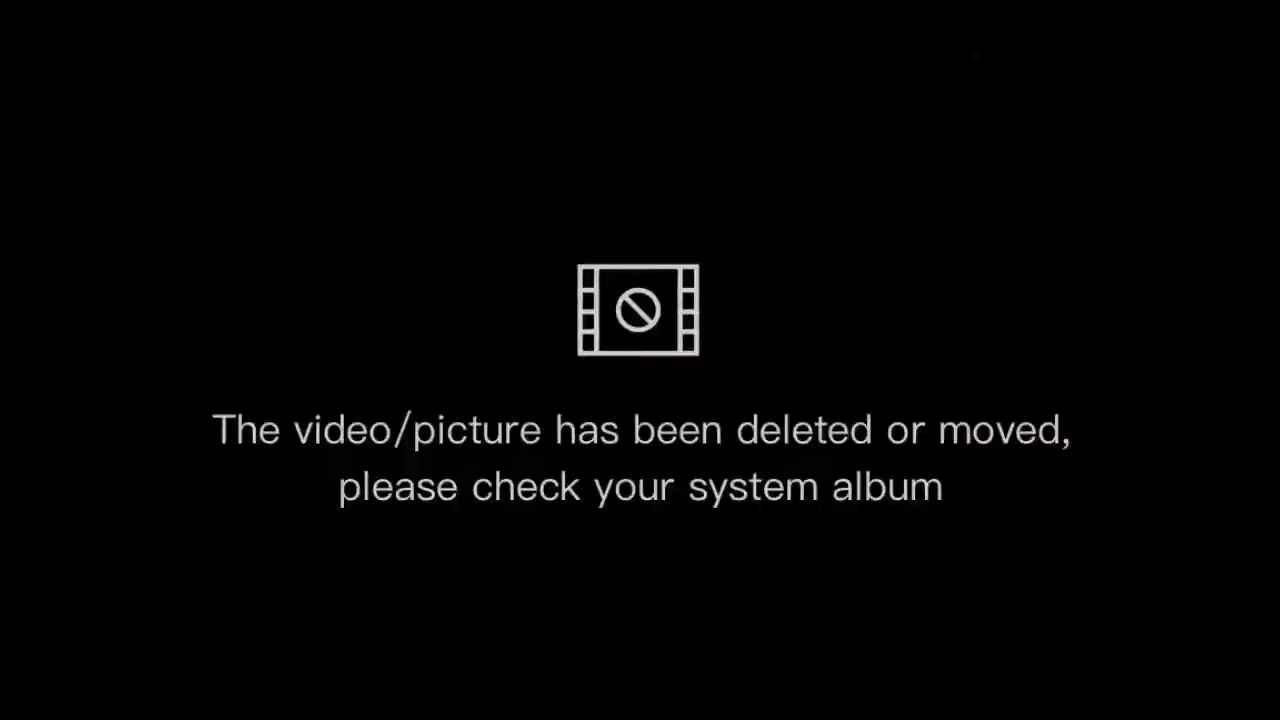 The video/picture has been deleted or moved,
please check your system album